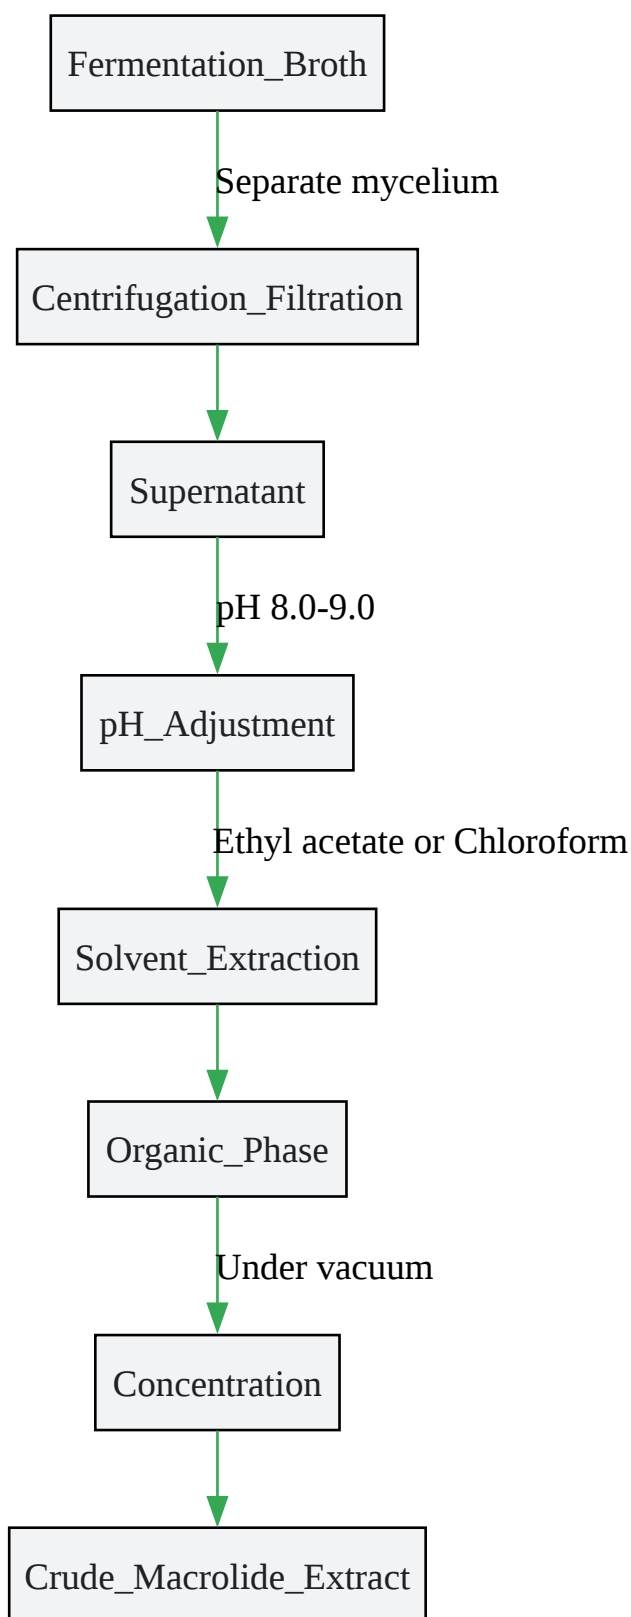 Fermentation_Broth
Separate mycelium
Centrifugation_Filtration
Supernatant
pH 8.0-9.0
pH_Adjustment
Ethyl acetate or Chloroform
Solvent_Extraction
Organic_Phase
Under vacuum
Concentration
Crude_Macrolide_Extract